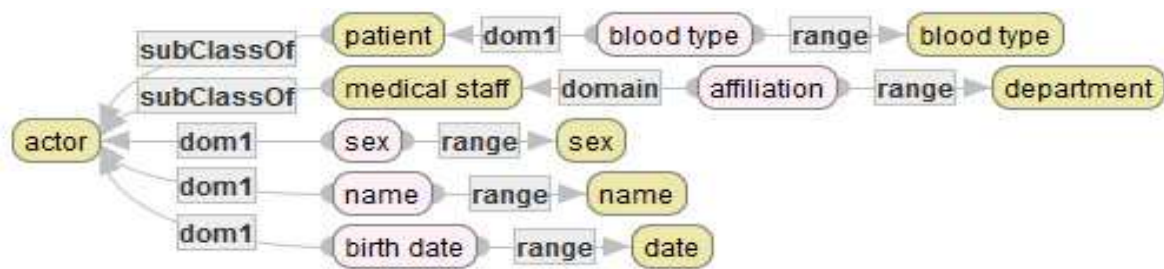 subClassOf patient dom1 blood type range blood type
subClassOf medical staff domain affiliation range department
actor dom1 sex range sex
dom1 name range name
dom1 birth date range date